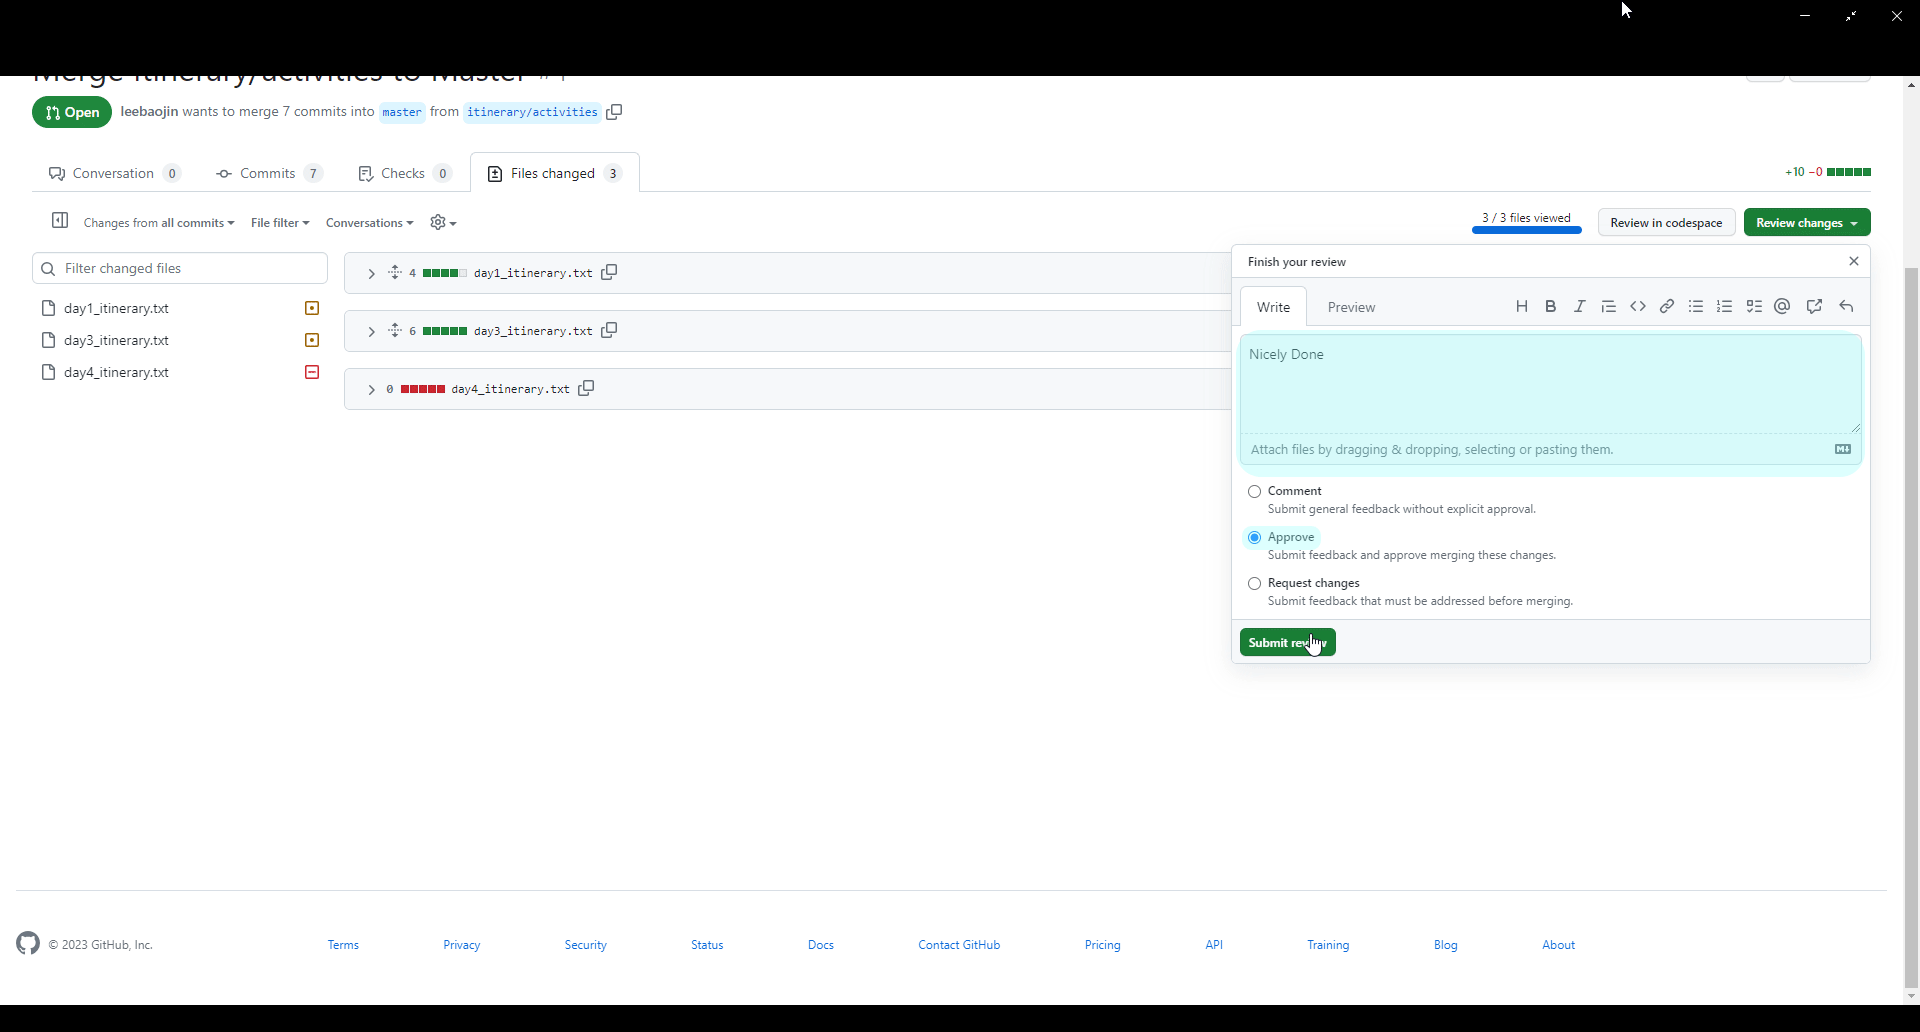 Merge itinerary/activities to Master
Open leebaojin wants to merge 7 commits into master from itinerary/activities
Conversation 0 Commits 7 Checks 0 Files changed 3
+10 −0
Changes from all commits File filter Conversations
3 / 3 files viewed Review in codespace Review changes
Filter changed files
day1_itinerary.txt
day3_itinerary.txt
day4_itinerary.txt
4 day1_itinerary.txt
6 day3_itinerary.txt
0 day4_itinerary.txt
Finish your review
Write Preview
Nicely Done
Attach files by dragging & dropping, selecting or pasting them.
Comment
Submit general feedback without explicit approval.
Approve
Submit feedback and approve merging these changes.
Request changes
Submit feedback that must be addressed before merging.
Submit review
© 2023 GitHub, Inc. Terms Privacy Security Status Docs Contact GitHub Pricing API Training Blog About